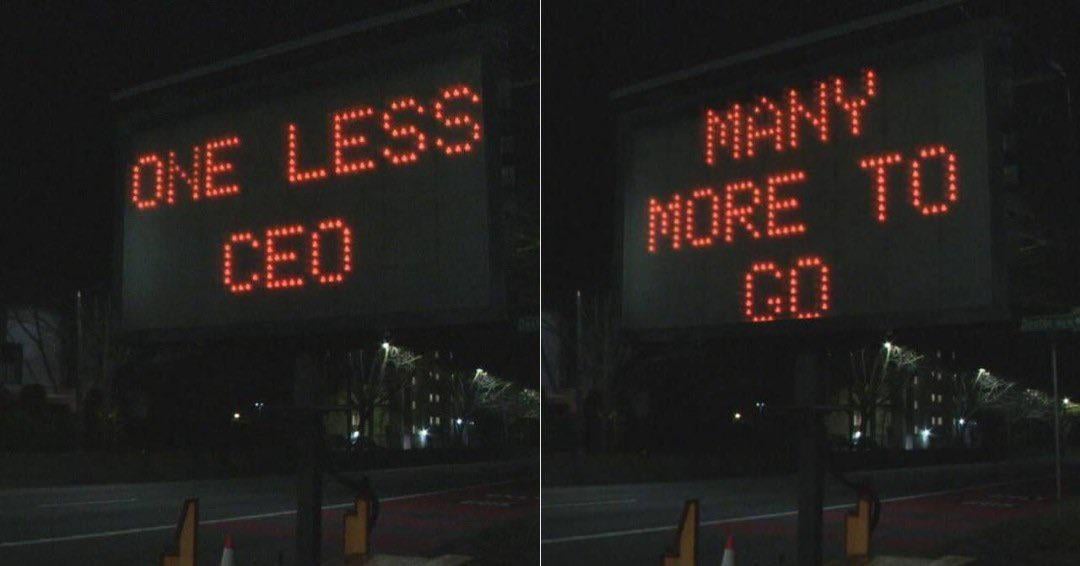 ONE LESS
CEO
MANY
MORE TO
GO